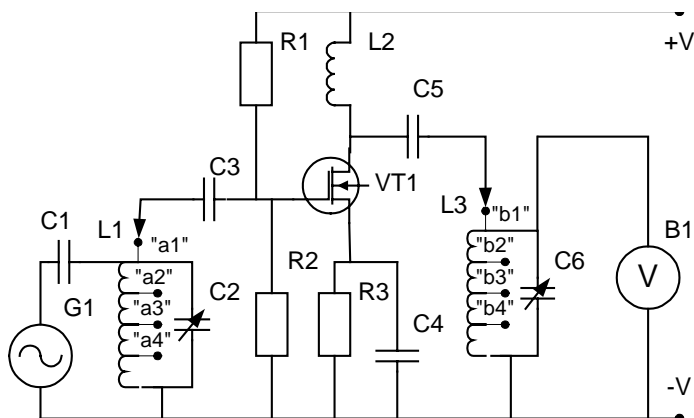 R1
L2
+V
C5
C3
VT1
L3
"b1"
C1
L1
"a1"
B1
"b2"
R2
C6
"a2"
R3
"b3"
V
G1
C2
"a3"
"b4"
C4
"a4"
-V